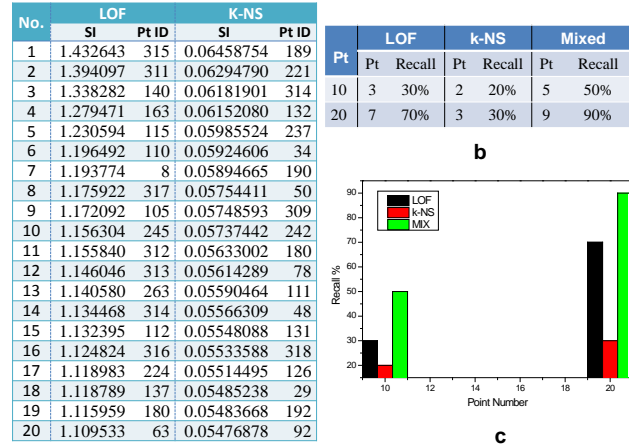 No. LOF K-NS
SI Pt ID SI Pt ID
1 1.432643 315 0.06458754 189
2 1.394097 311 0.06294790 221
3 1.338282 140 0.06181901 314
4 1.279471 163 0.06152080 132
5 1.230594 115 0.05985524 237
6 1.196492 110 0.05924606 34
7 1.193774 8 0.05894665 190
8 1.175922 317 0.05754411 50
9 1.172092 105 0.05748593 309
10 1.156304 245 0.05737442 242
11 1.155840 312 0.05633002 180
12 1.146046 313 0.05614289 78
13 1.140580 263 0.05590464 111
14 1.134468 314 0.05566309 48
15 1.132395 112 0.05548088 131
16 1.124824 316 0.05533588 318
17 1.118983 224 0.05514495 126
18 1.118789 137 0.05485238 29
19 1.115959 180 0.05483668 192
20 1.109533 63 0.05476878 92
Pt LOF k-NS Mixed
Pt Recall Pt Recall Pt Recall
10 3 30% 2 20% 5 50%
20 7 70% 3 30% 9 90%
b
LOF
k-NS
MIX
Recall %
90
80
70
60
50
40
30
20
10 12 14 16 18 20
Point Number
c